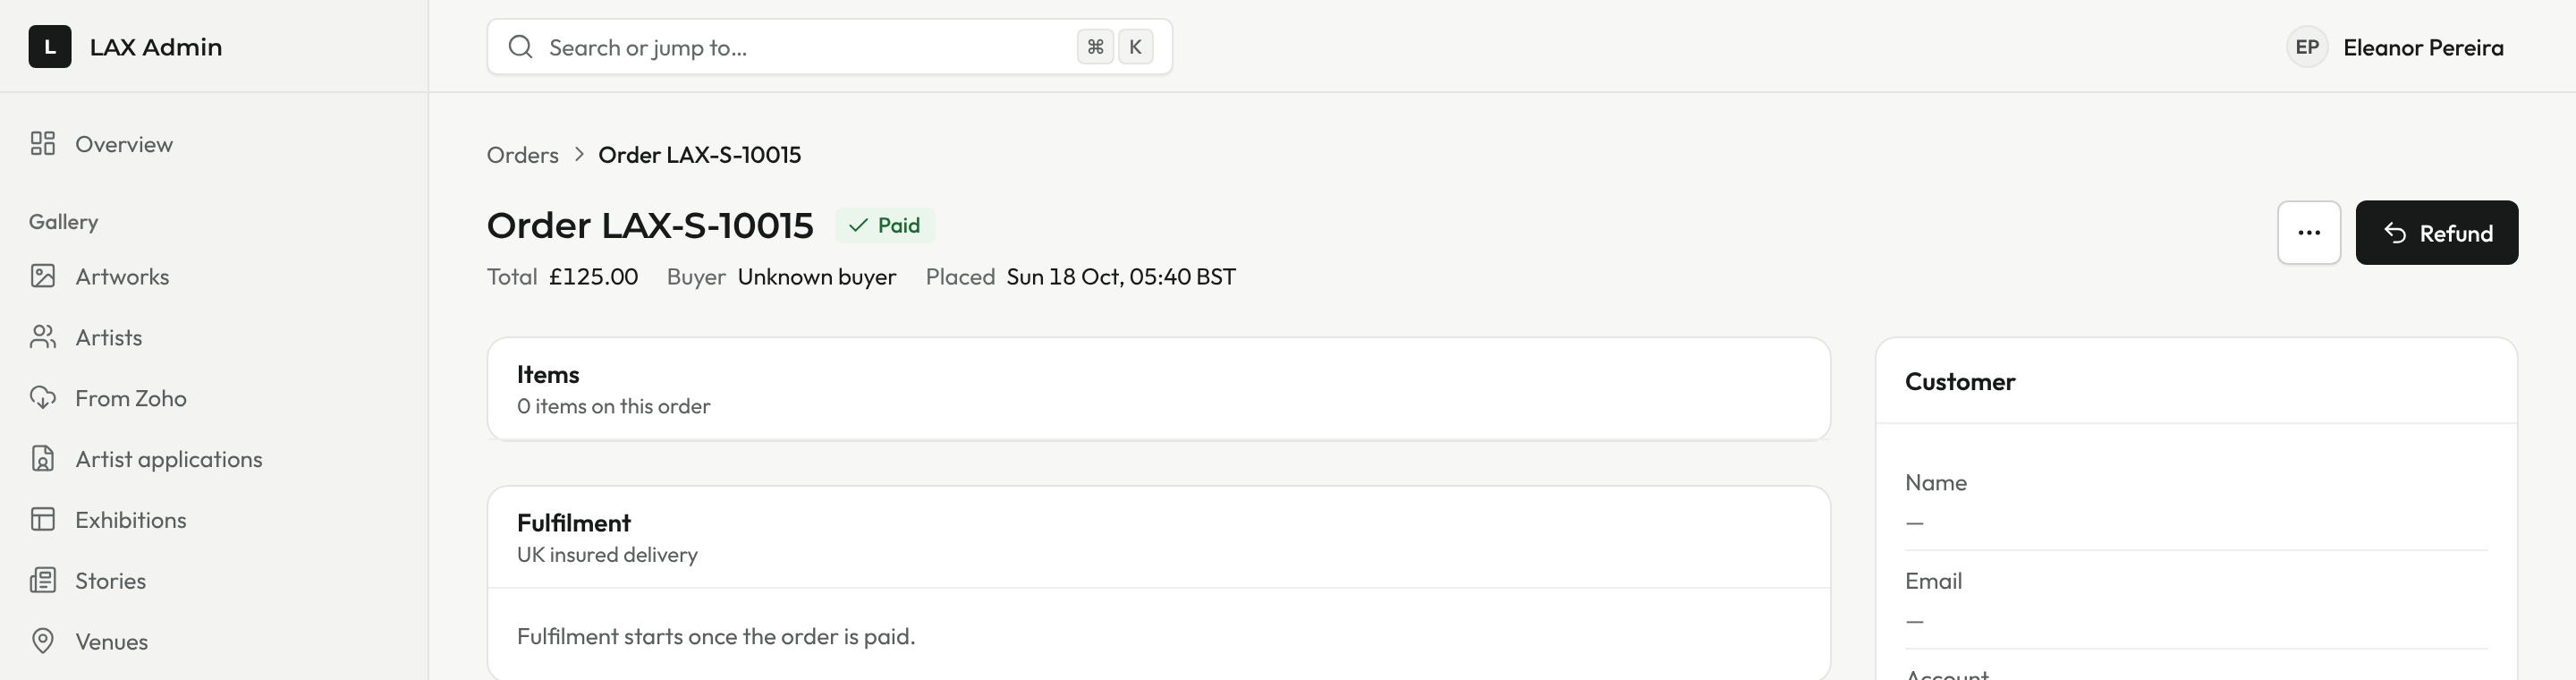 L LAX Admin
Search or jump to... ⌘ K
EP Eleanor Pereira
Overview
Gallery
Artworks
Artists
From Zoho
Artist applications
Exhibitions
Stories
Venues
Orders > Order LAX-S-10015
Order LAX-S-10015 Paid
... Refund
Total £125.00 Buyer Unknown buyer Placed Sun 18 Oct, 05:40 BST
Items
0 items on this order
Fulfilment
UK insured delivery
Fulfilment starts once the order is paid.
Customer
Name
—
Email
—
Account